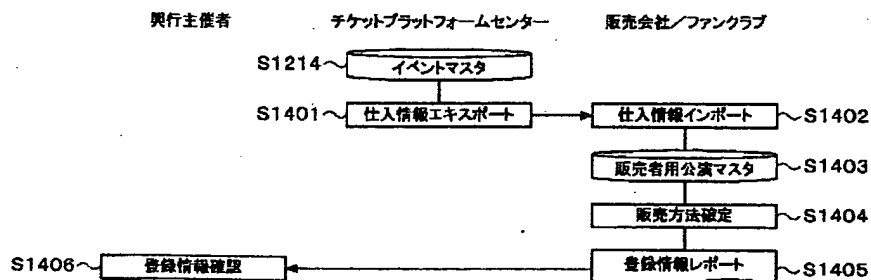 興行主催者 チケットプラットフォームセンター 販売会社／ファンクラブ
S1214 イベントマスタ
S1401 仕入情報エキスポート 仕入情報インポート S1402
販売者用公演マスタ S1403
販売方法確定 S1404
S1406 登録情報確認 登録情報レポート S1405